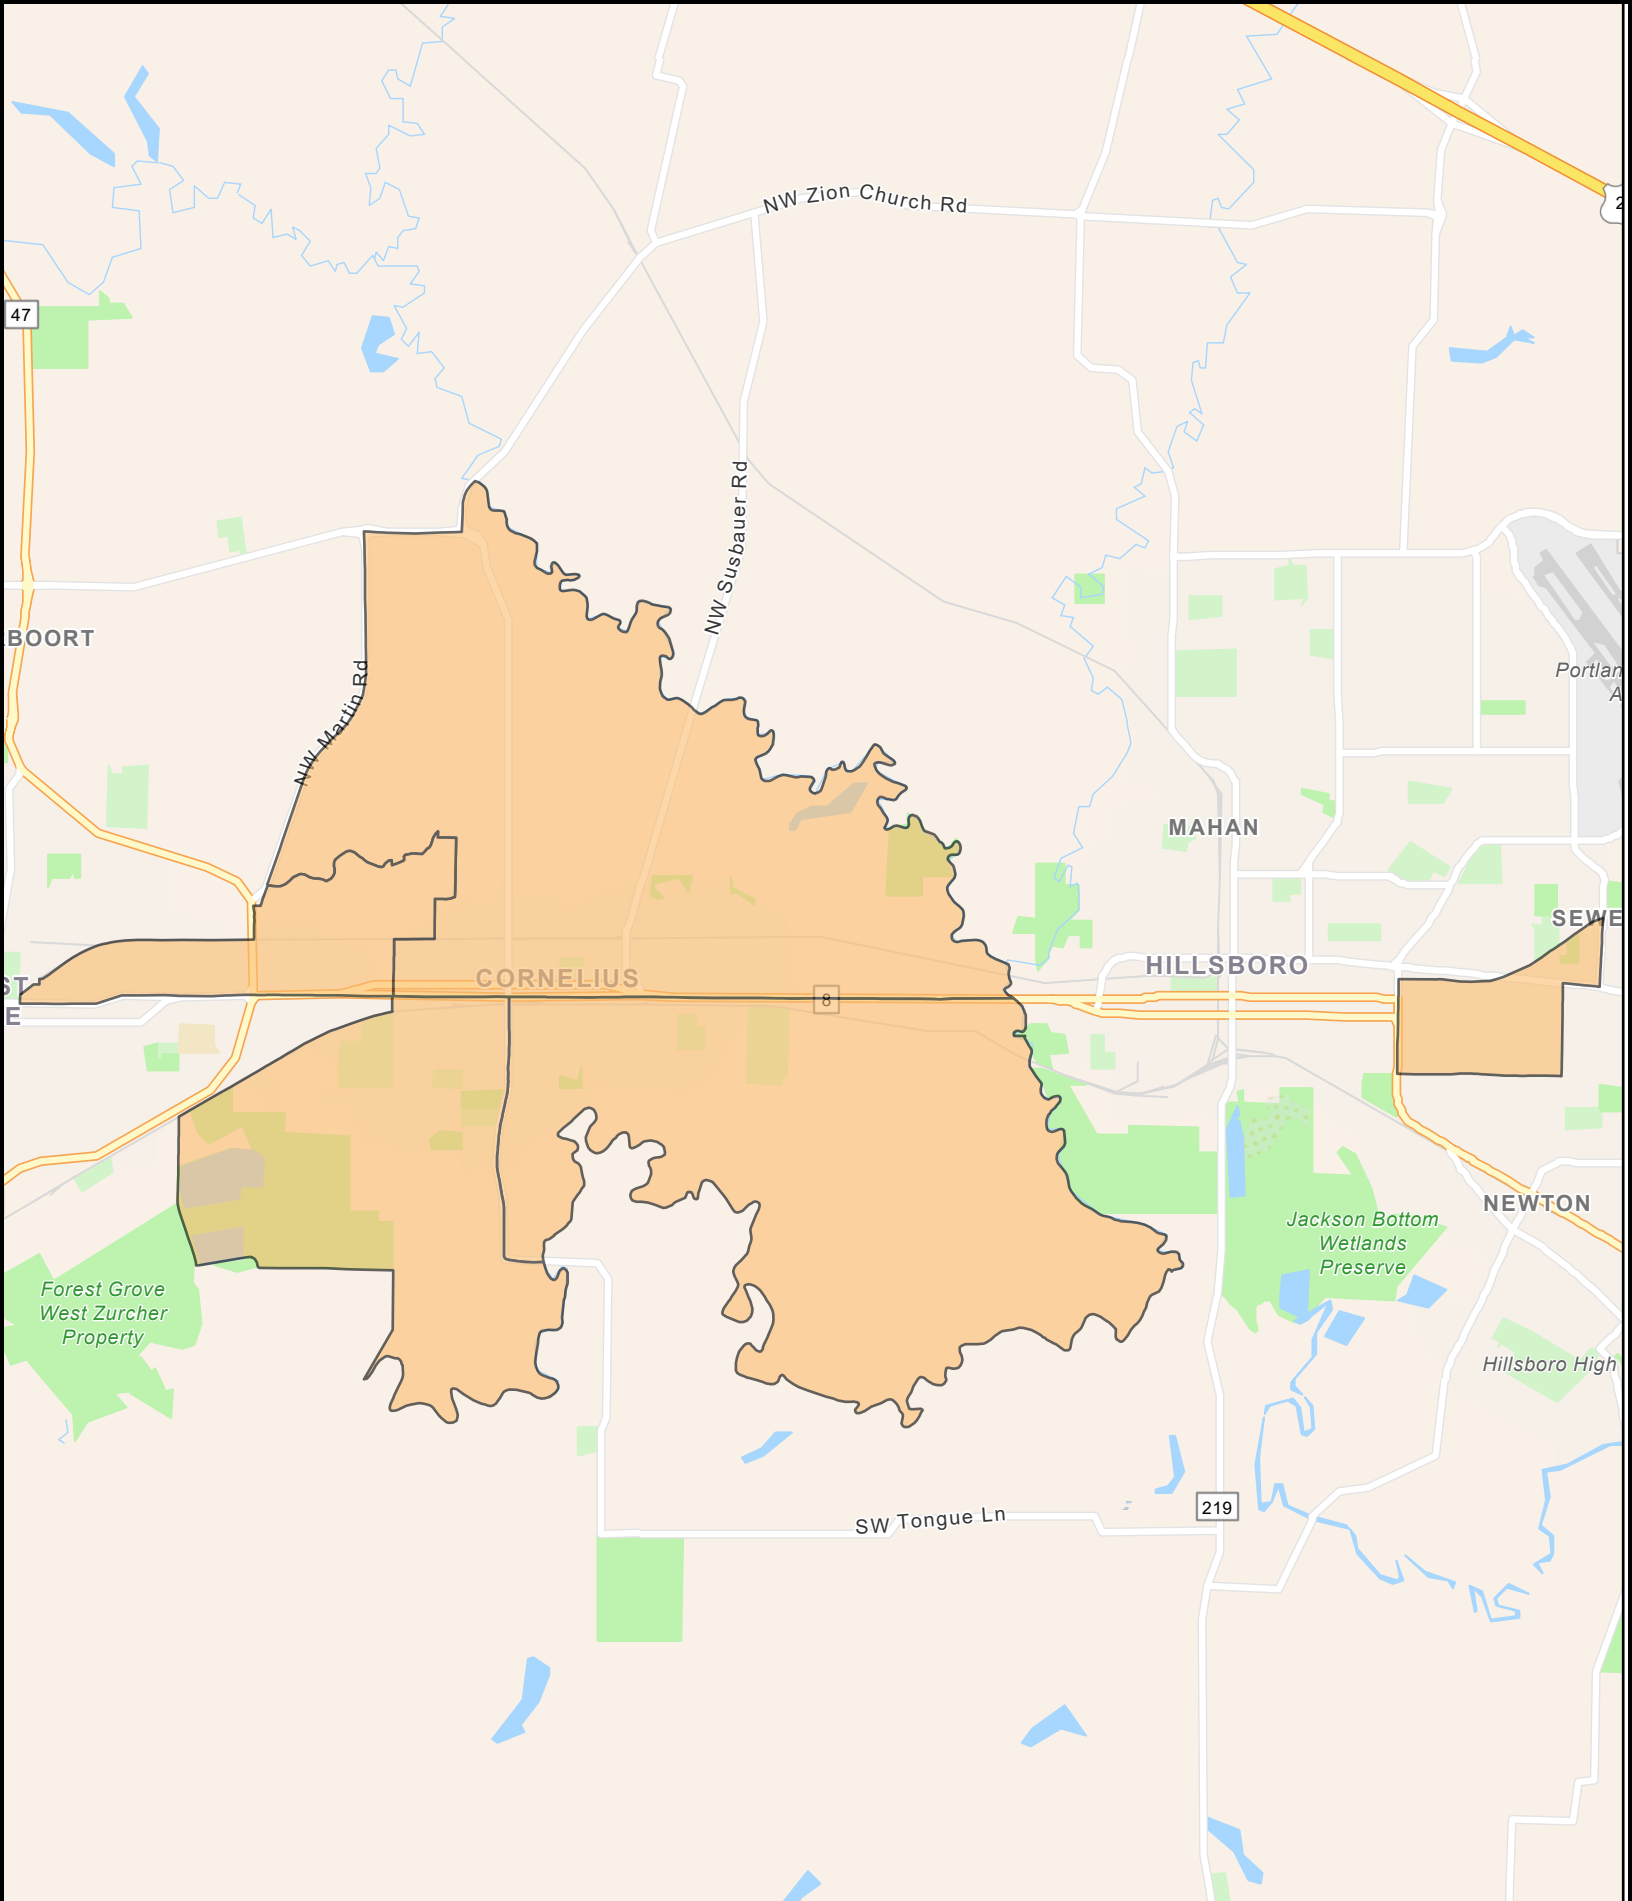 NW Zion Church Rd
2
47
NW Susbauer Rd
BOORT
NW Martin Rd
Portlan
A
MAHAN
SEWE
HILLSBORO
CORNELIUS
ST
E
8
NEWTON
Jackson Bottom
Wetlands
Preserve
Forest Grove
West Zurcher
Property
Hillsboro High
219
SW Tongue Ln